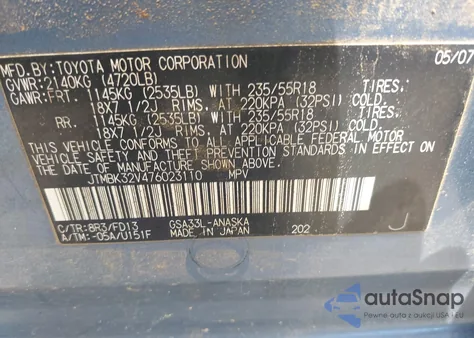 MFD.BY: TOYOTA MOTOR CORPORATION 05/07
GVWR: 2140KG (4720LB)
GAWR: FRT. 1145KG (2535LB) WITH 235/55R18 TIRES.
18X7 1/2J RIMS. AT 220KPA (32PSI) COLD.
RR. 1145KG (2535LB) WITH 235/55R18 TIRES.
18X7 1/2J RIMS. AT 220KPA (32PSI) COLD.
THIS VEHICLE CONFORMS TO ALL APPLICABLE FEDERAL MOTOR
VEHICLE SAFETY STANDARDS IN EFFECT ON THE
DATE OF MANUFACTURE SHOWN ABOVE.
JTMBK32V476023110 MPV
C/TR: 8R3/FD13 GSA33L-ANASKA
A/TM: -05A/U151F MADE IN JAPAN 202 J
autoSnap
Pewne auto z USA i EU